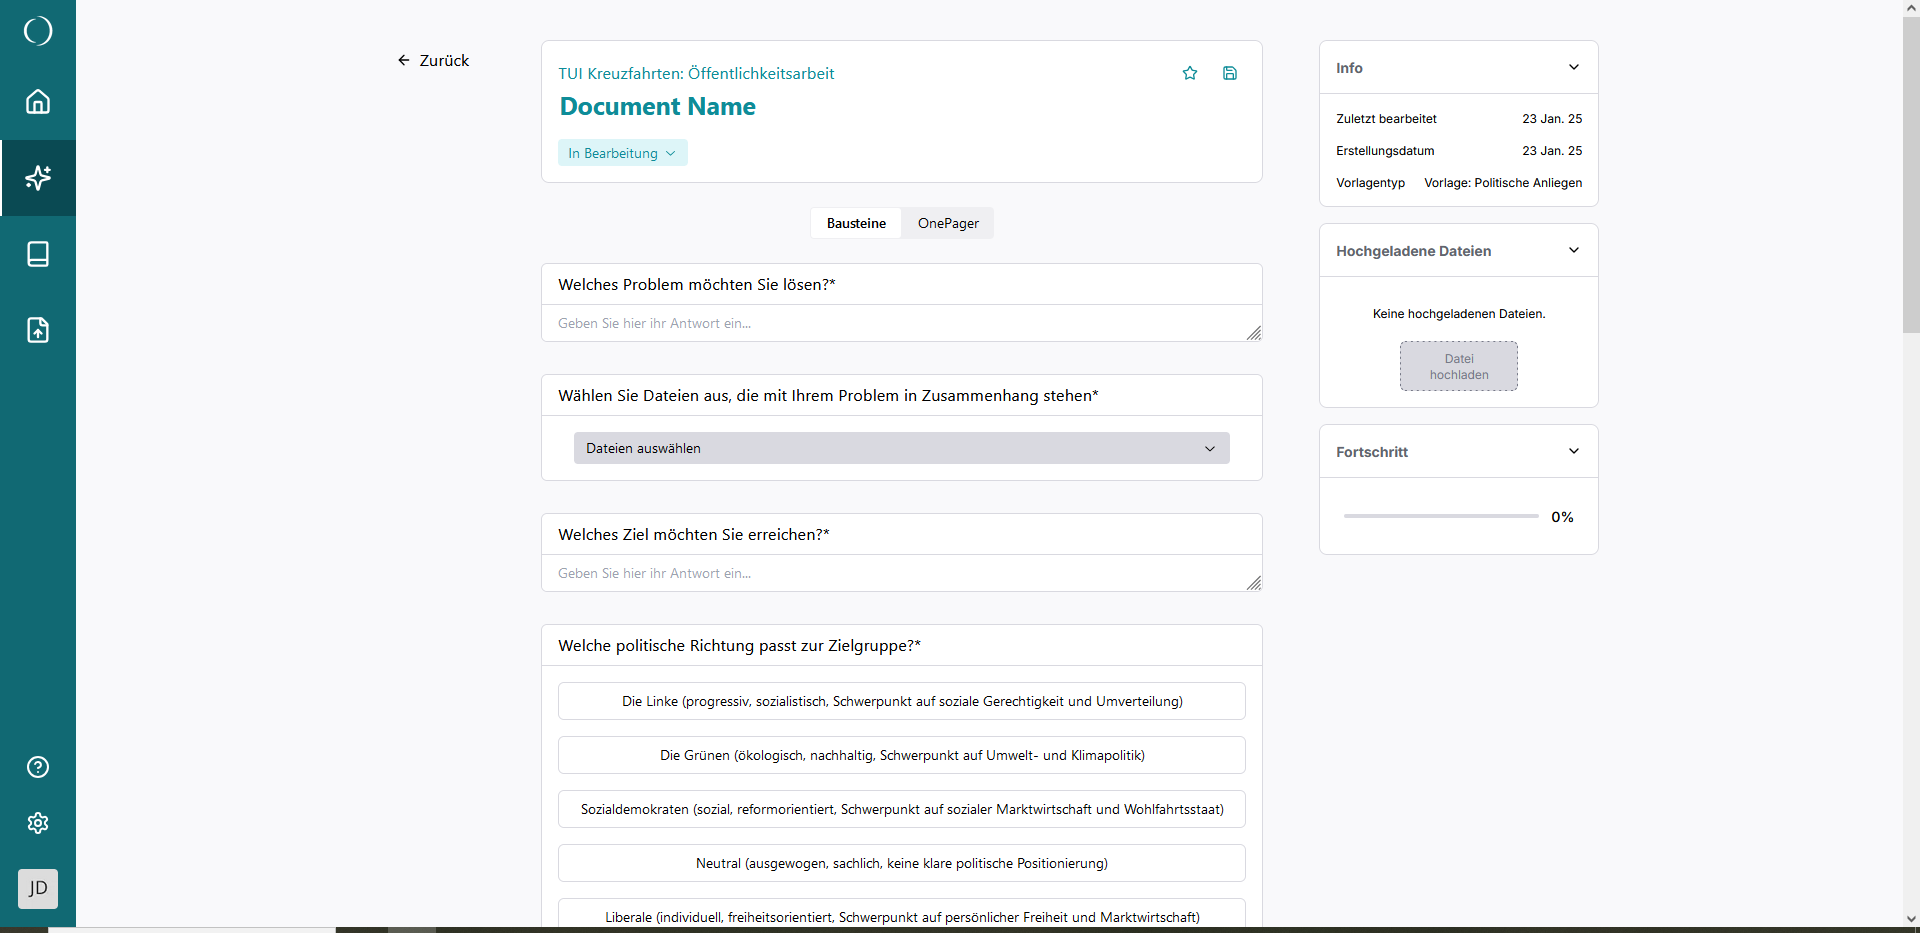 Zurück
TUI Kreuzfahrten: Öffentlichkeitsarbeit
Document Name
In Bearbeitung
Bausteine
OnePager
Welches Problem möchten Sie lösen?*
Geben Sie hier ihr Antwort ein...
Wählen Sie Dateien aus, die mit Ihrem Problem in Zusammenhang stehen*
Dateien auswählen
Welches Ziel möchten Sie erreichen?*
Geben Sie hier ihr Antwort ein...
Welche politische Richtung passt zur Zielgruppe?*
Die Linke (progressiv, sozialistisch, Schwerpunkt auf soziale Gerechtigkeit und Umverteilung)
Die Grünen (ökologisch, nachhaltig, Schwerpunkt auf Umwelt- und Klimapolitik)
Sozialdemokraten (sozial, reformorientiert, Schwerpunkt auf sozialer Marktwirtschaft und Wohlfahrtsstaat)
Neutral (ausgewogen, sachlich, keine klare politische Positionierung)
Liberale (individuell, freiheitsorientiert, Schwerpunkt auf persönlicher Freiheit und Marktwirtschaft)
Info
Zuletzt bearbeitet 23 Jan. 25
Erstellungsdatum 23 Jan. 25
Vorlagentyp Vorlage: Politische Anliegen
Hochgeladene Dateien
Keine hochgeladenen Dateien.
Datei
hochladen
Fortschritt
0%
JD